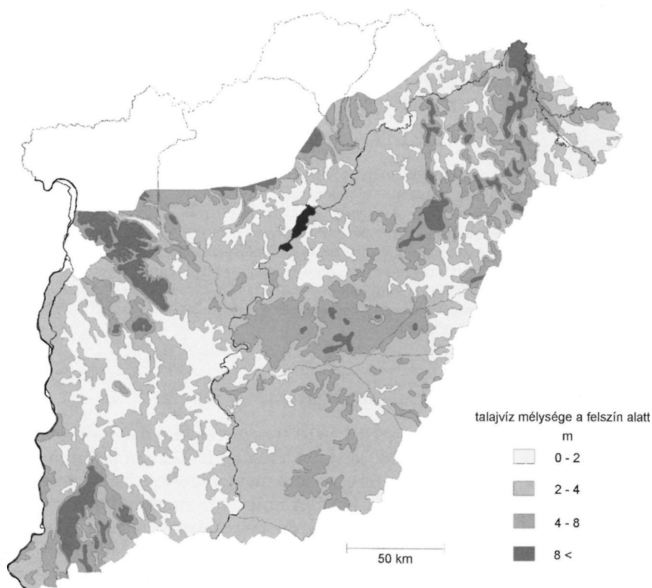 talajvíz mélysége a felszín alatt
m
0 - 2
2 - 4
4 - 8
8 <
50 km